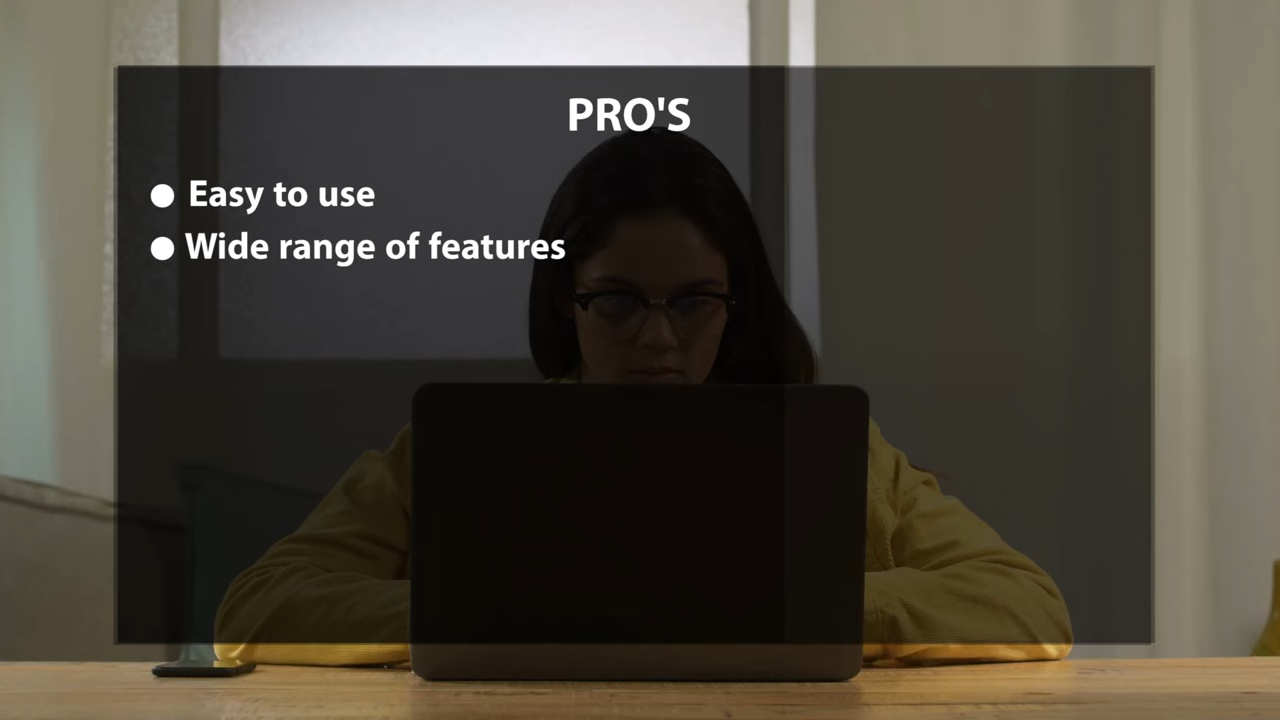 PRO'S
● Easy to use
● Wide range of features